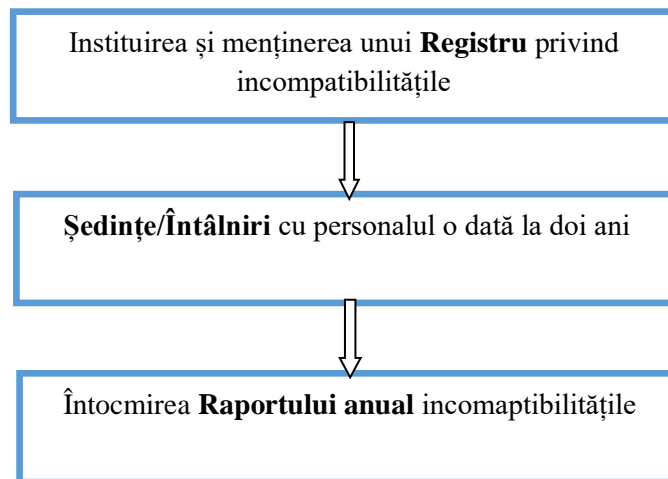 Instituirea și menținerea unui Registru privind
incompatibilitățile
Ședințe/Întâlniri cu personalul o dată la doi ani
Întocmirea Raportului anual incomaptibilitățile